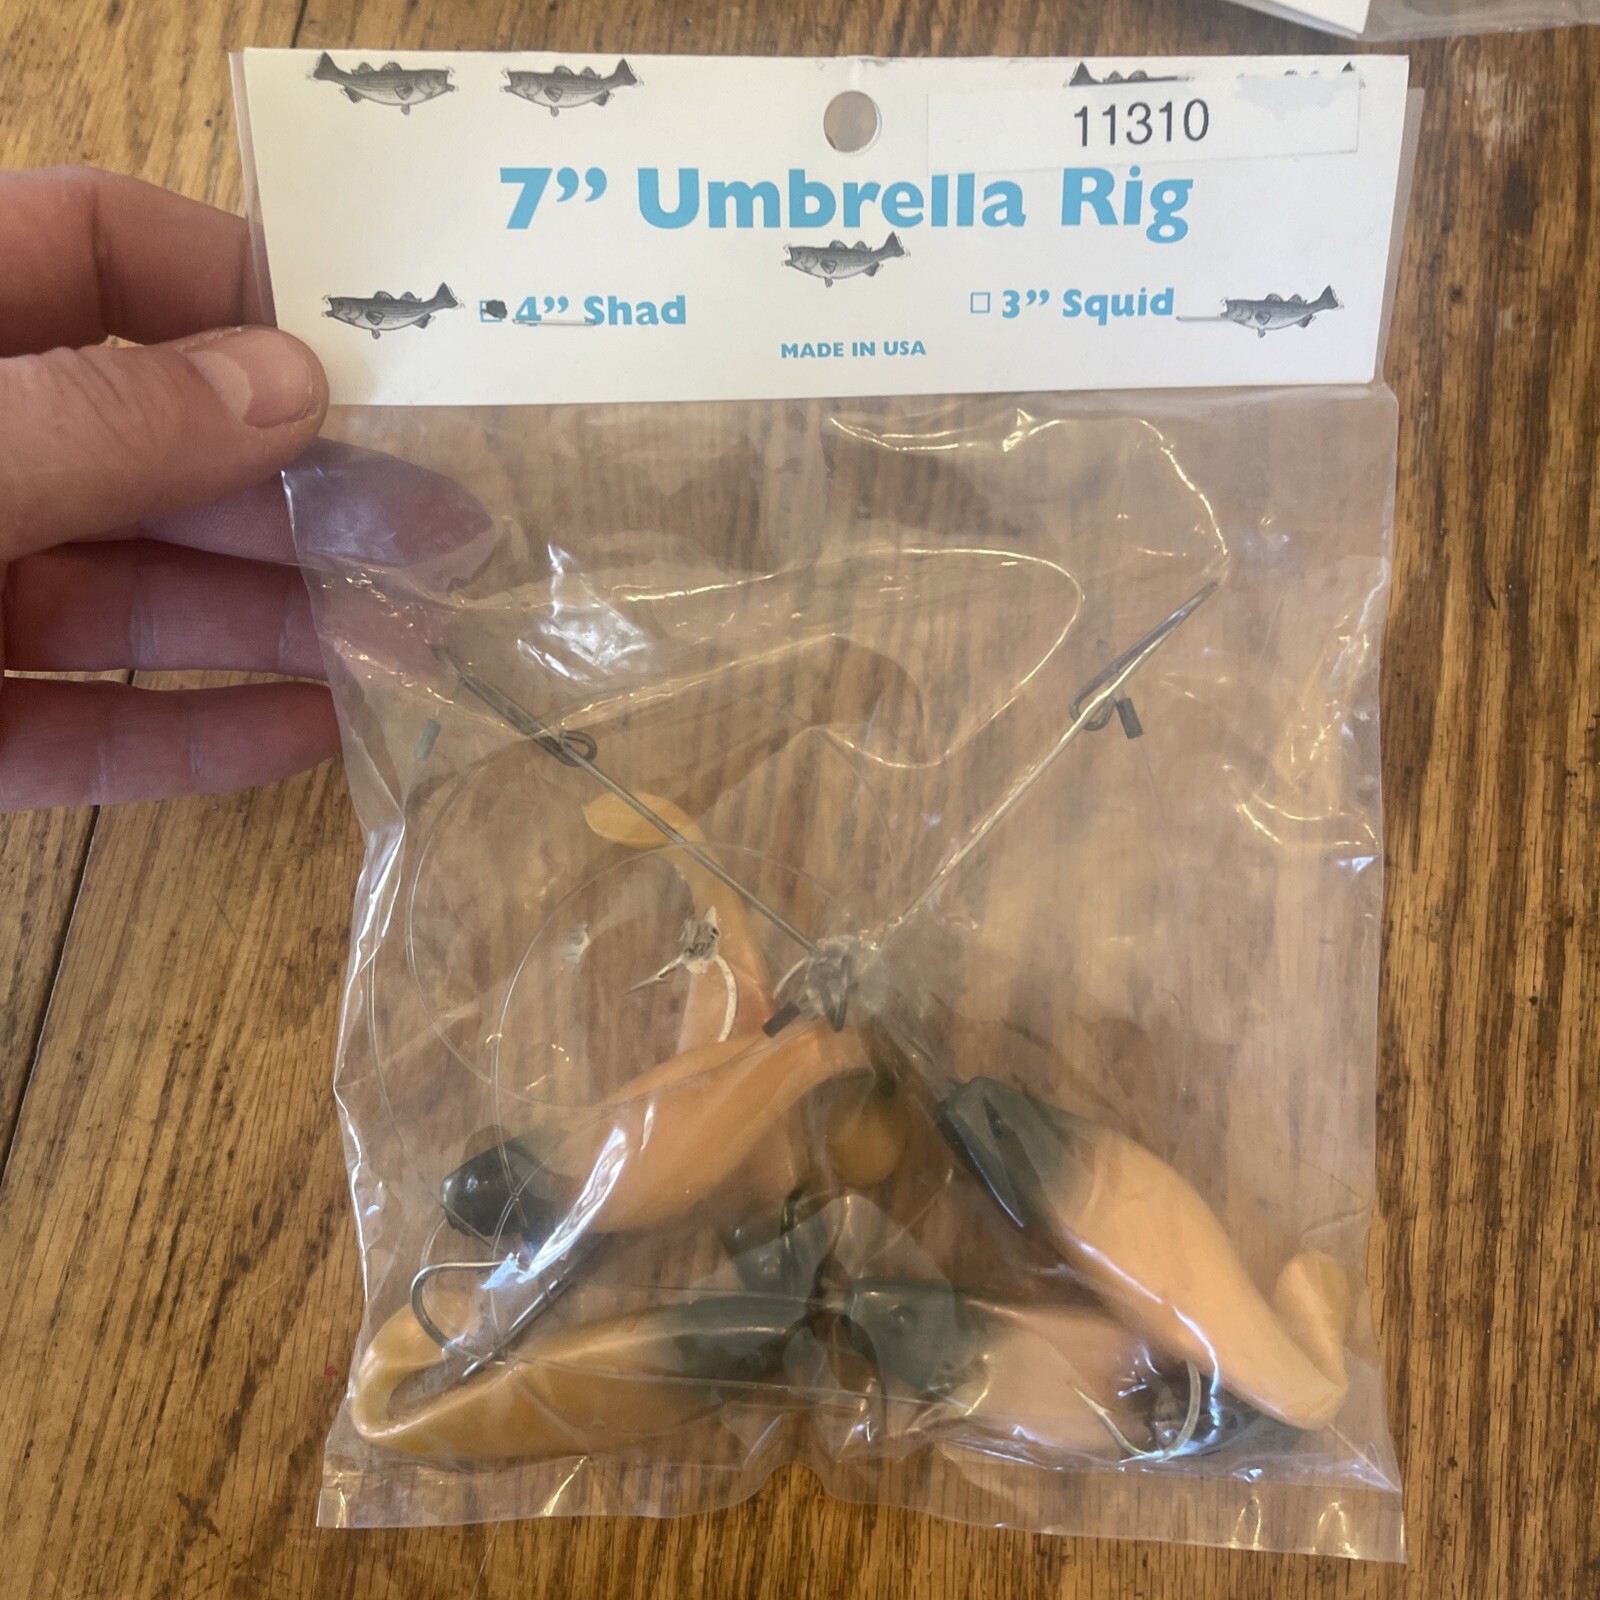 11310
7” Umbrella Rig
4” Shad
☐ 3” Squid
MADE IN USA